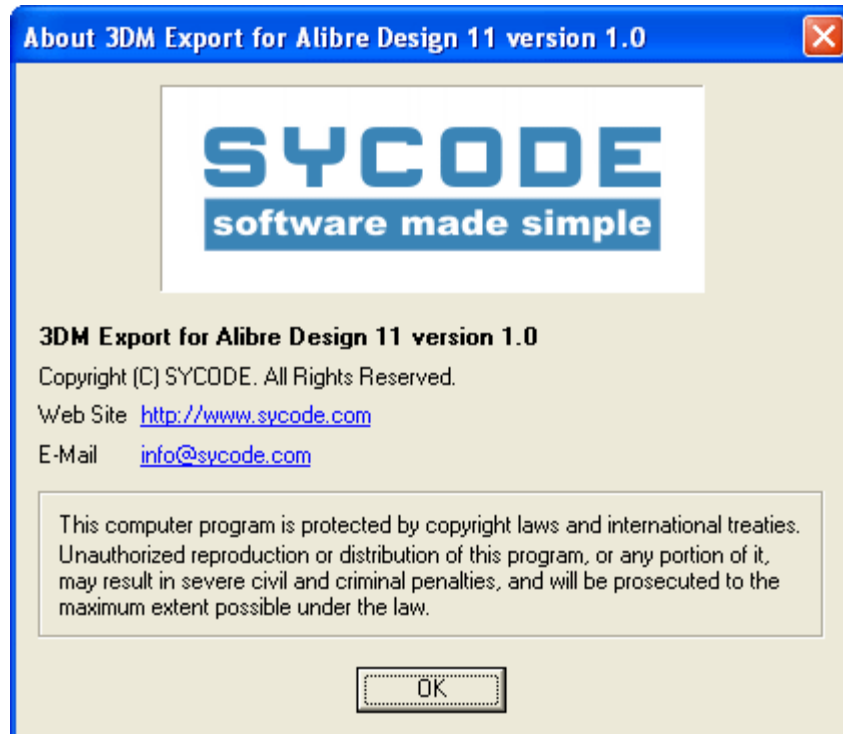 About 3DM Export for Alibre Design 11 version 1.0
SYCODE
software made simple
3DM Export for Alibre Design 11 version 1.0
Copyright (C) SYCODE. All Rights Reserved.
Web Site http://www.sycode.com
E-Mail info@sycode.com
This computer program is protected by copyright laws and international treaties.
Unauthorized reproduction or distribution of this program, or any portion of it,
may result in severe civil and criminal penalties, and will be prosecuted to the
maximum extent possible under the law.
OK